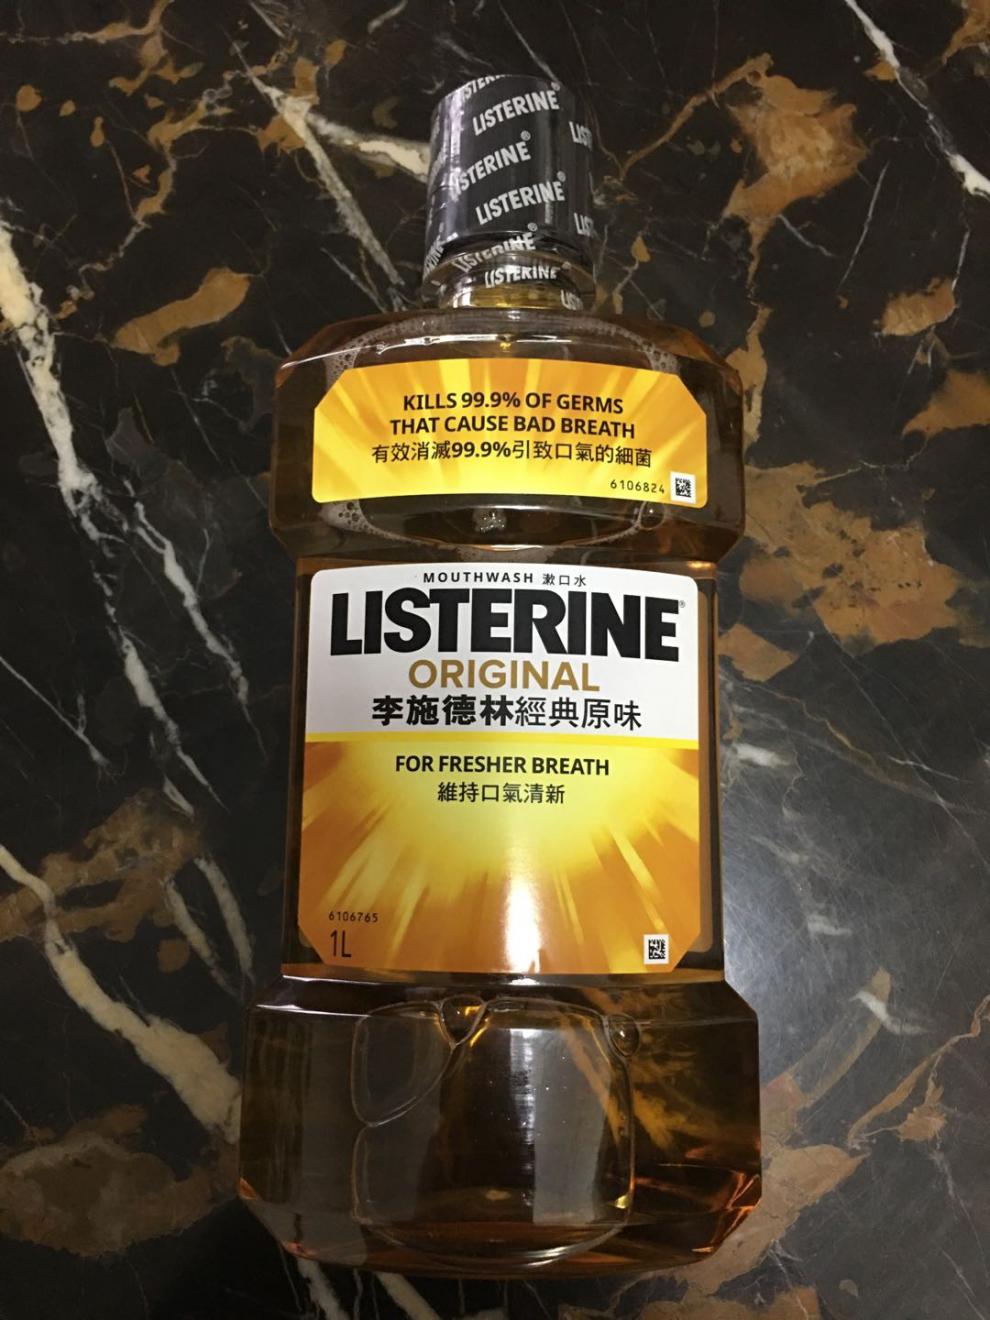 LISTERINE®
LISTERINE®
LISTERINE®
LISTERINE
LISTERINE
KILLS 99.9% OF GERMS
THAT CAUSE BAD BREATH
有效消滅99.9%引致口氣的細菌
6106824
MOUTHWASH 漱口水
LISTERINE®
ORIGINAL
李施德林經典原味
FOR FRESHER BREATH
維持口氣清新
6106765
1L